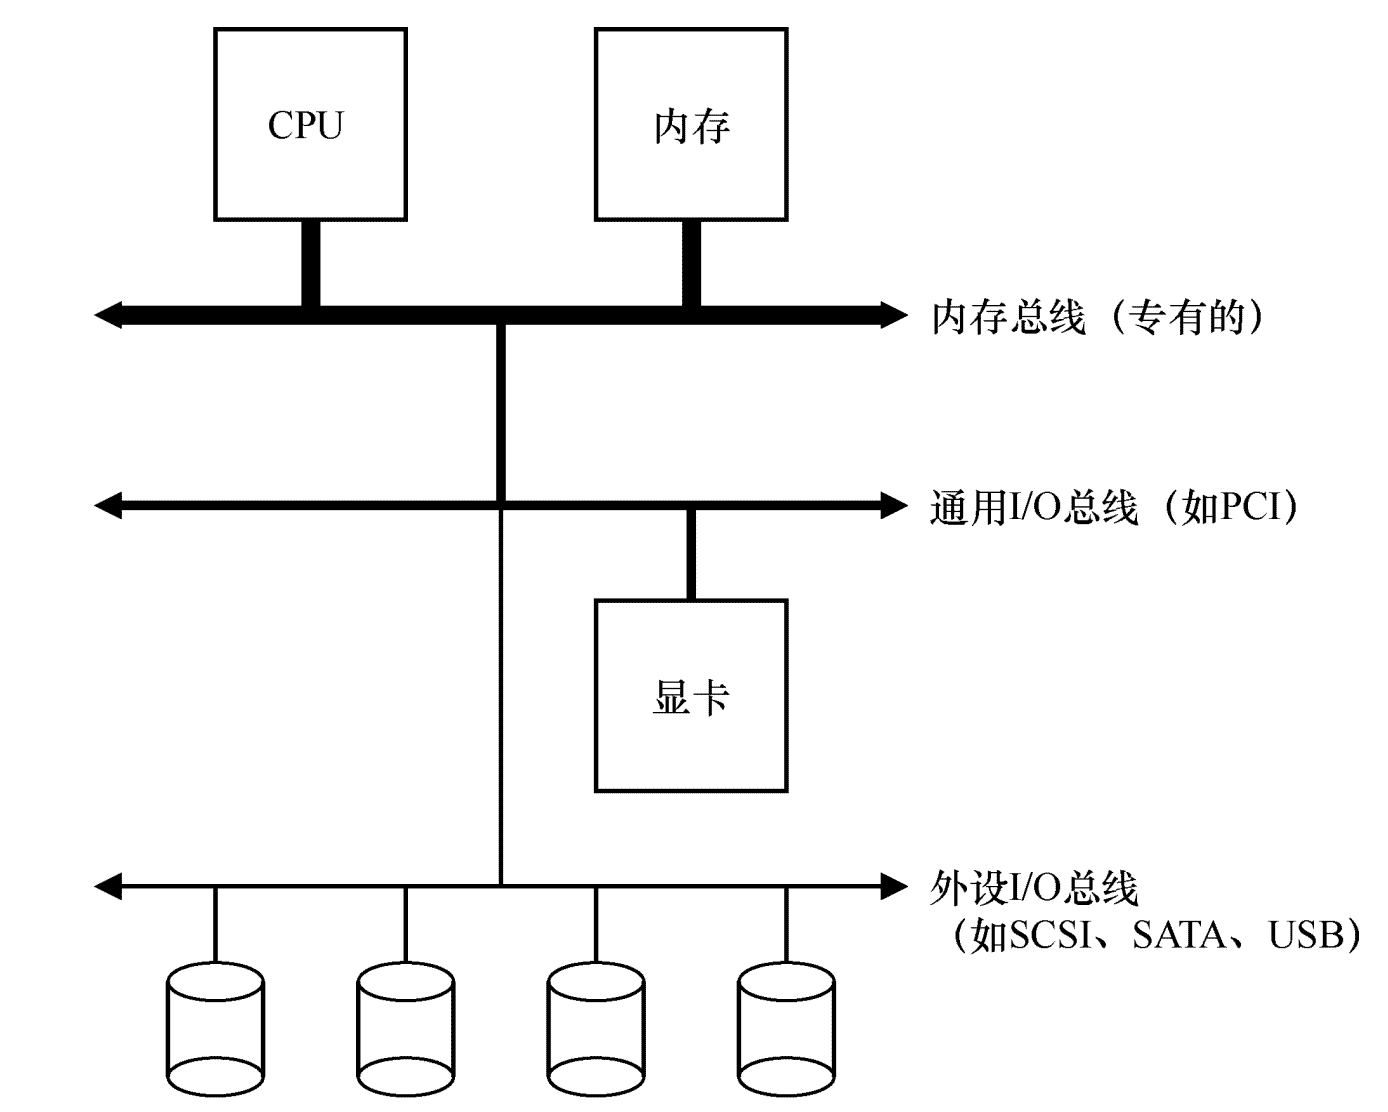 CPU
内存
内存总线（专有的）
通用I/O总线（如PCI）
显卡
外设I/O总线
（如SCSI、SATA、USB）